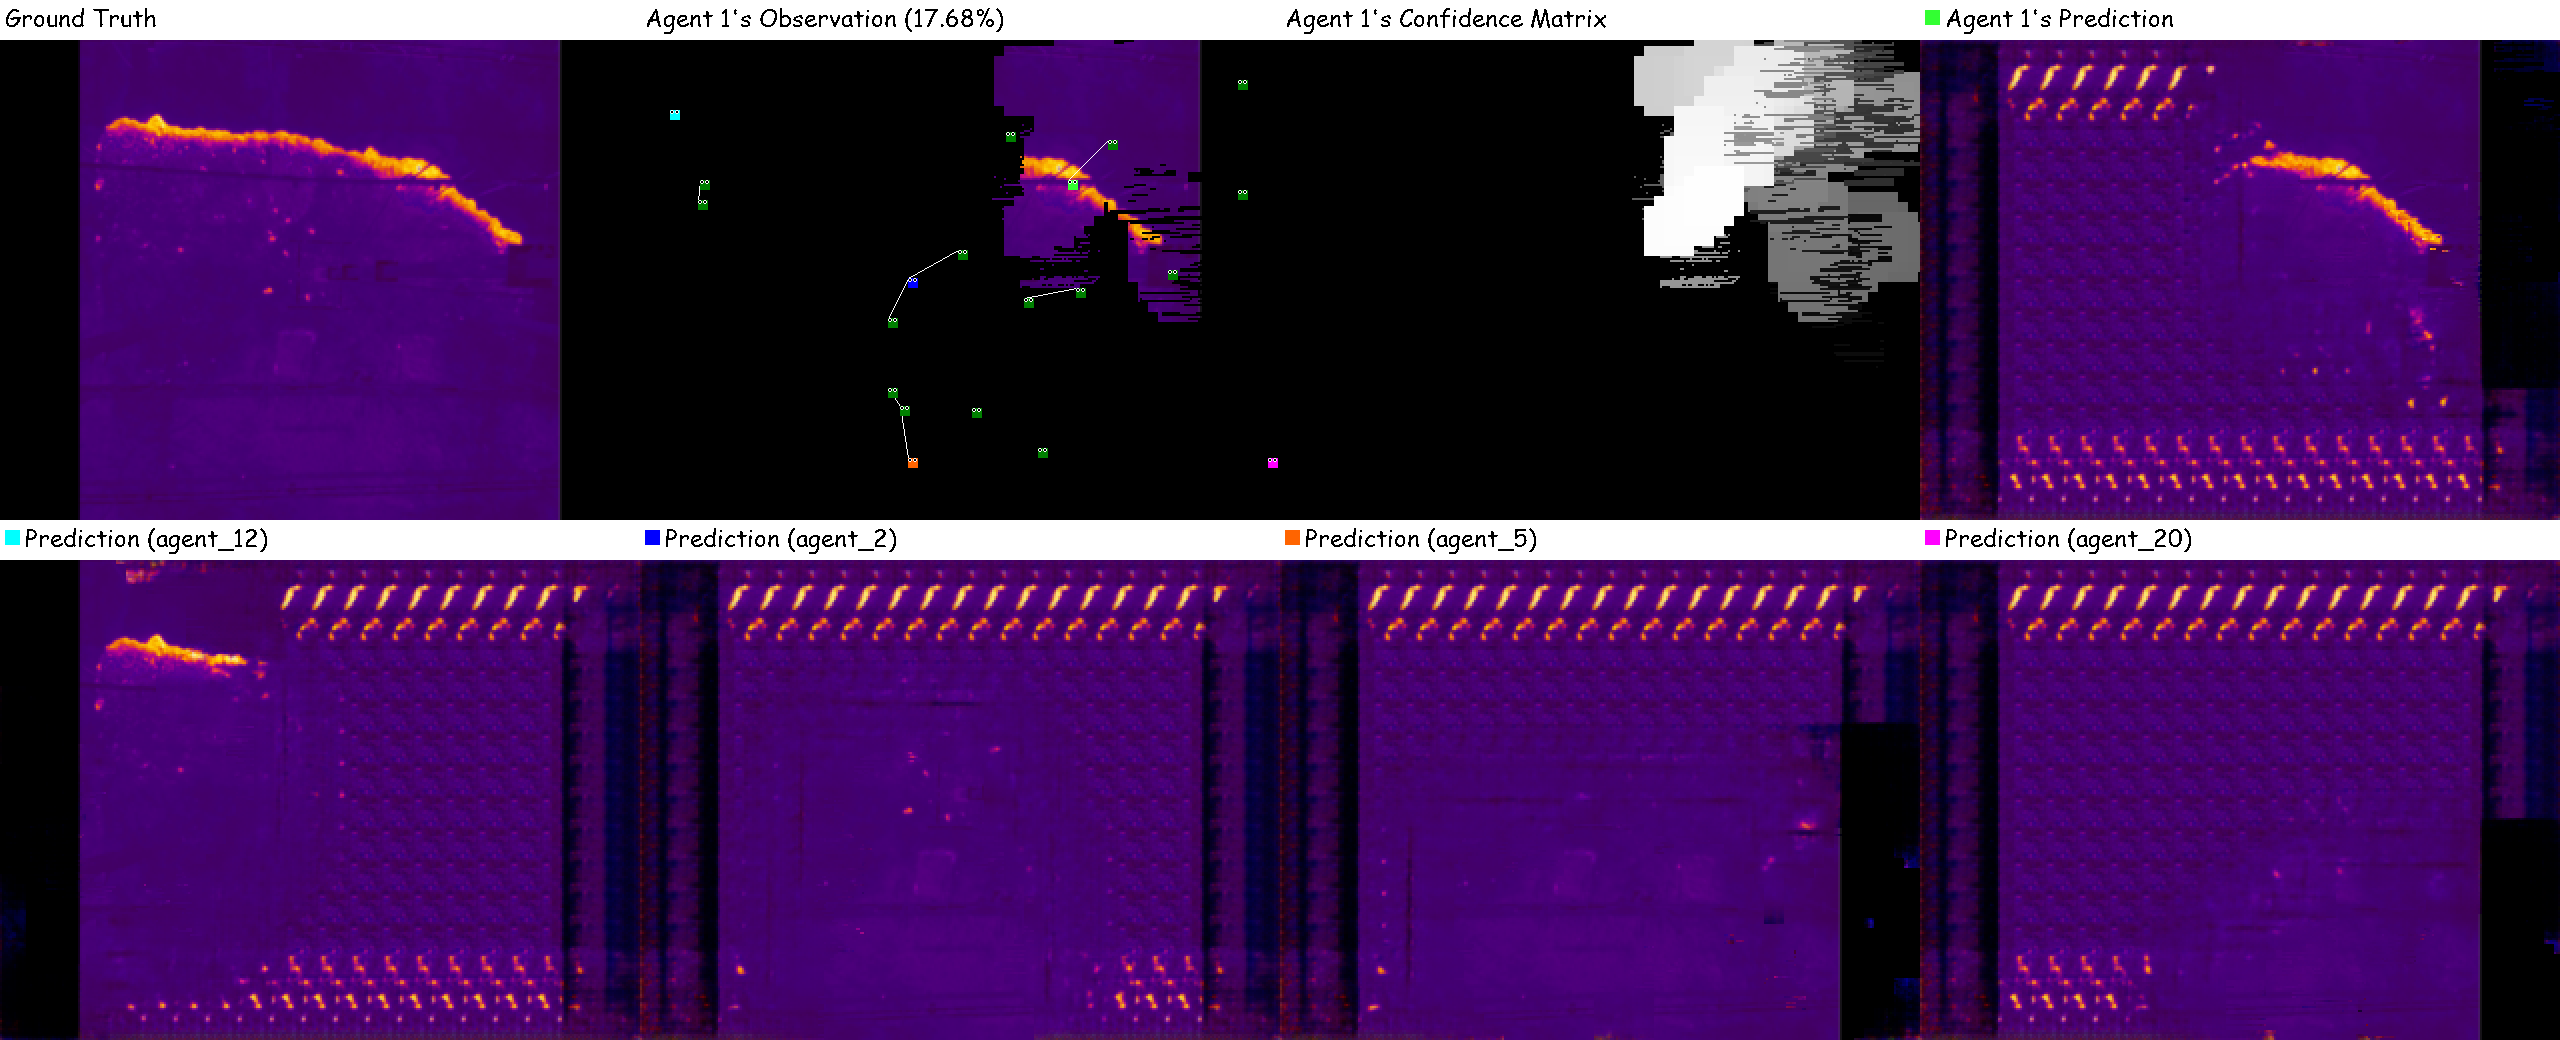 Ground Truth
Agent 1's Observation (17.68%)
Agent 1's Confidence Matrix
Agent 1's Prediction
Prediction (agent_12)
Prediction (agent_2)
Prediction (agent_5)
Prediction (agent_20)